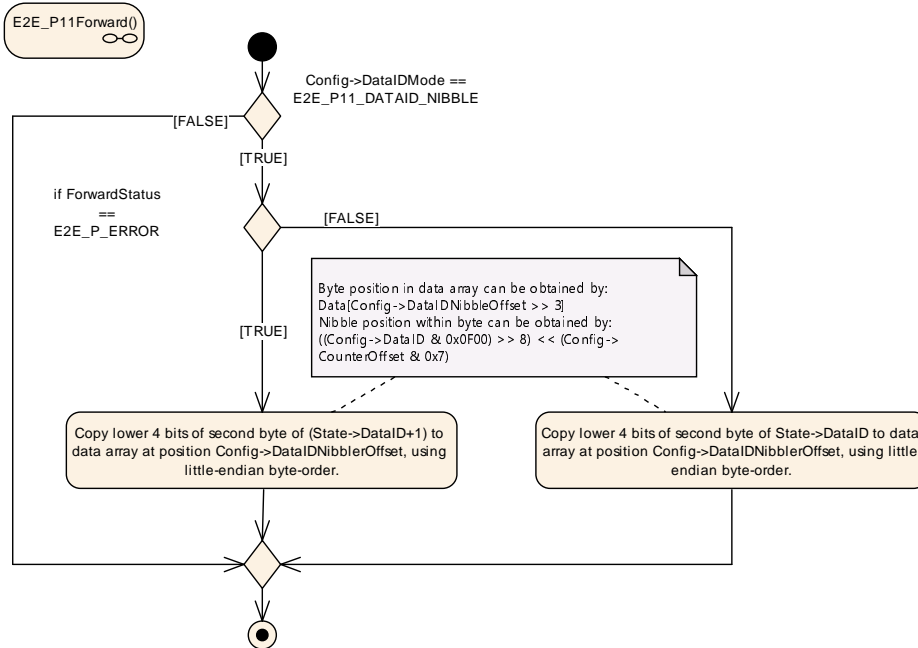 E2E_P11Forward()
Config->DataIDMode ==
E2E_P11_DATAID_NIBBLE
[FALSE]
[TRUE]
if ForwardStatus
==
E2E_P_ERROR
[FALSE]
Byte position in data array can be obtained by:
Data[Config->DataIDNibbleOffset >> 3]
Nibble position within byte can be obtained by:
((Config->DataID & 0x0F00) >> 8) << (Config->
CounterOffset & 0x7)
[TRUE]
Copy lower 4 bits of second byte of (State->DataID+1) to
data array at position Config->DataIDNibblerOffset, using
little-endian byte-order.
Copy lower 4 bits of second byte of State->DataID to data
array at position Config->DataIDNibblerOffset, using little-
endian byte-order.